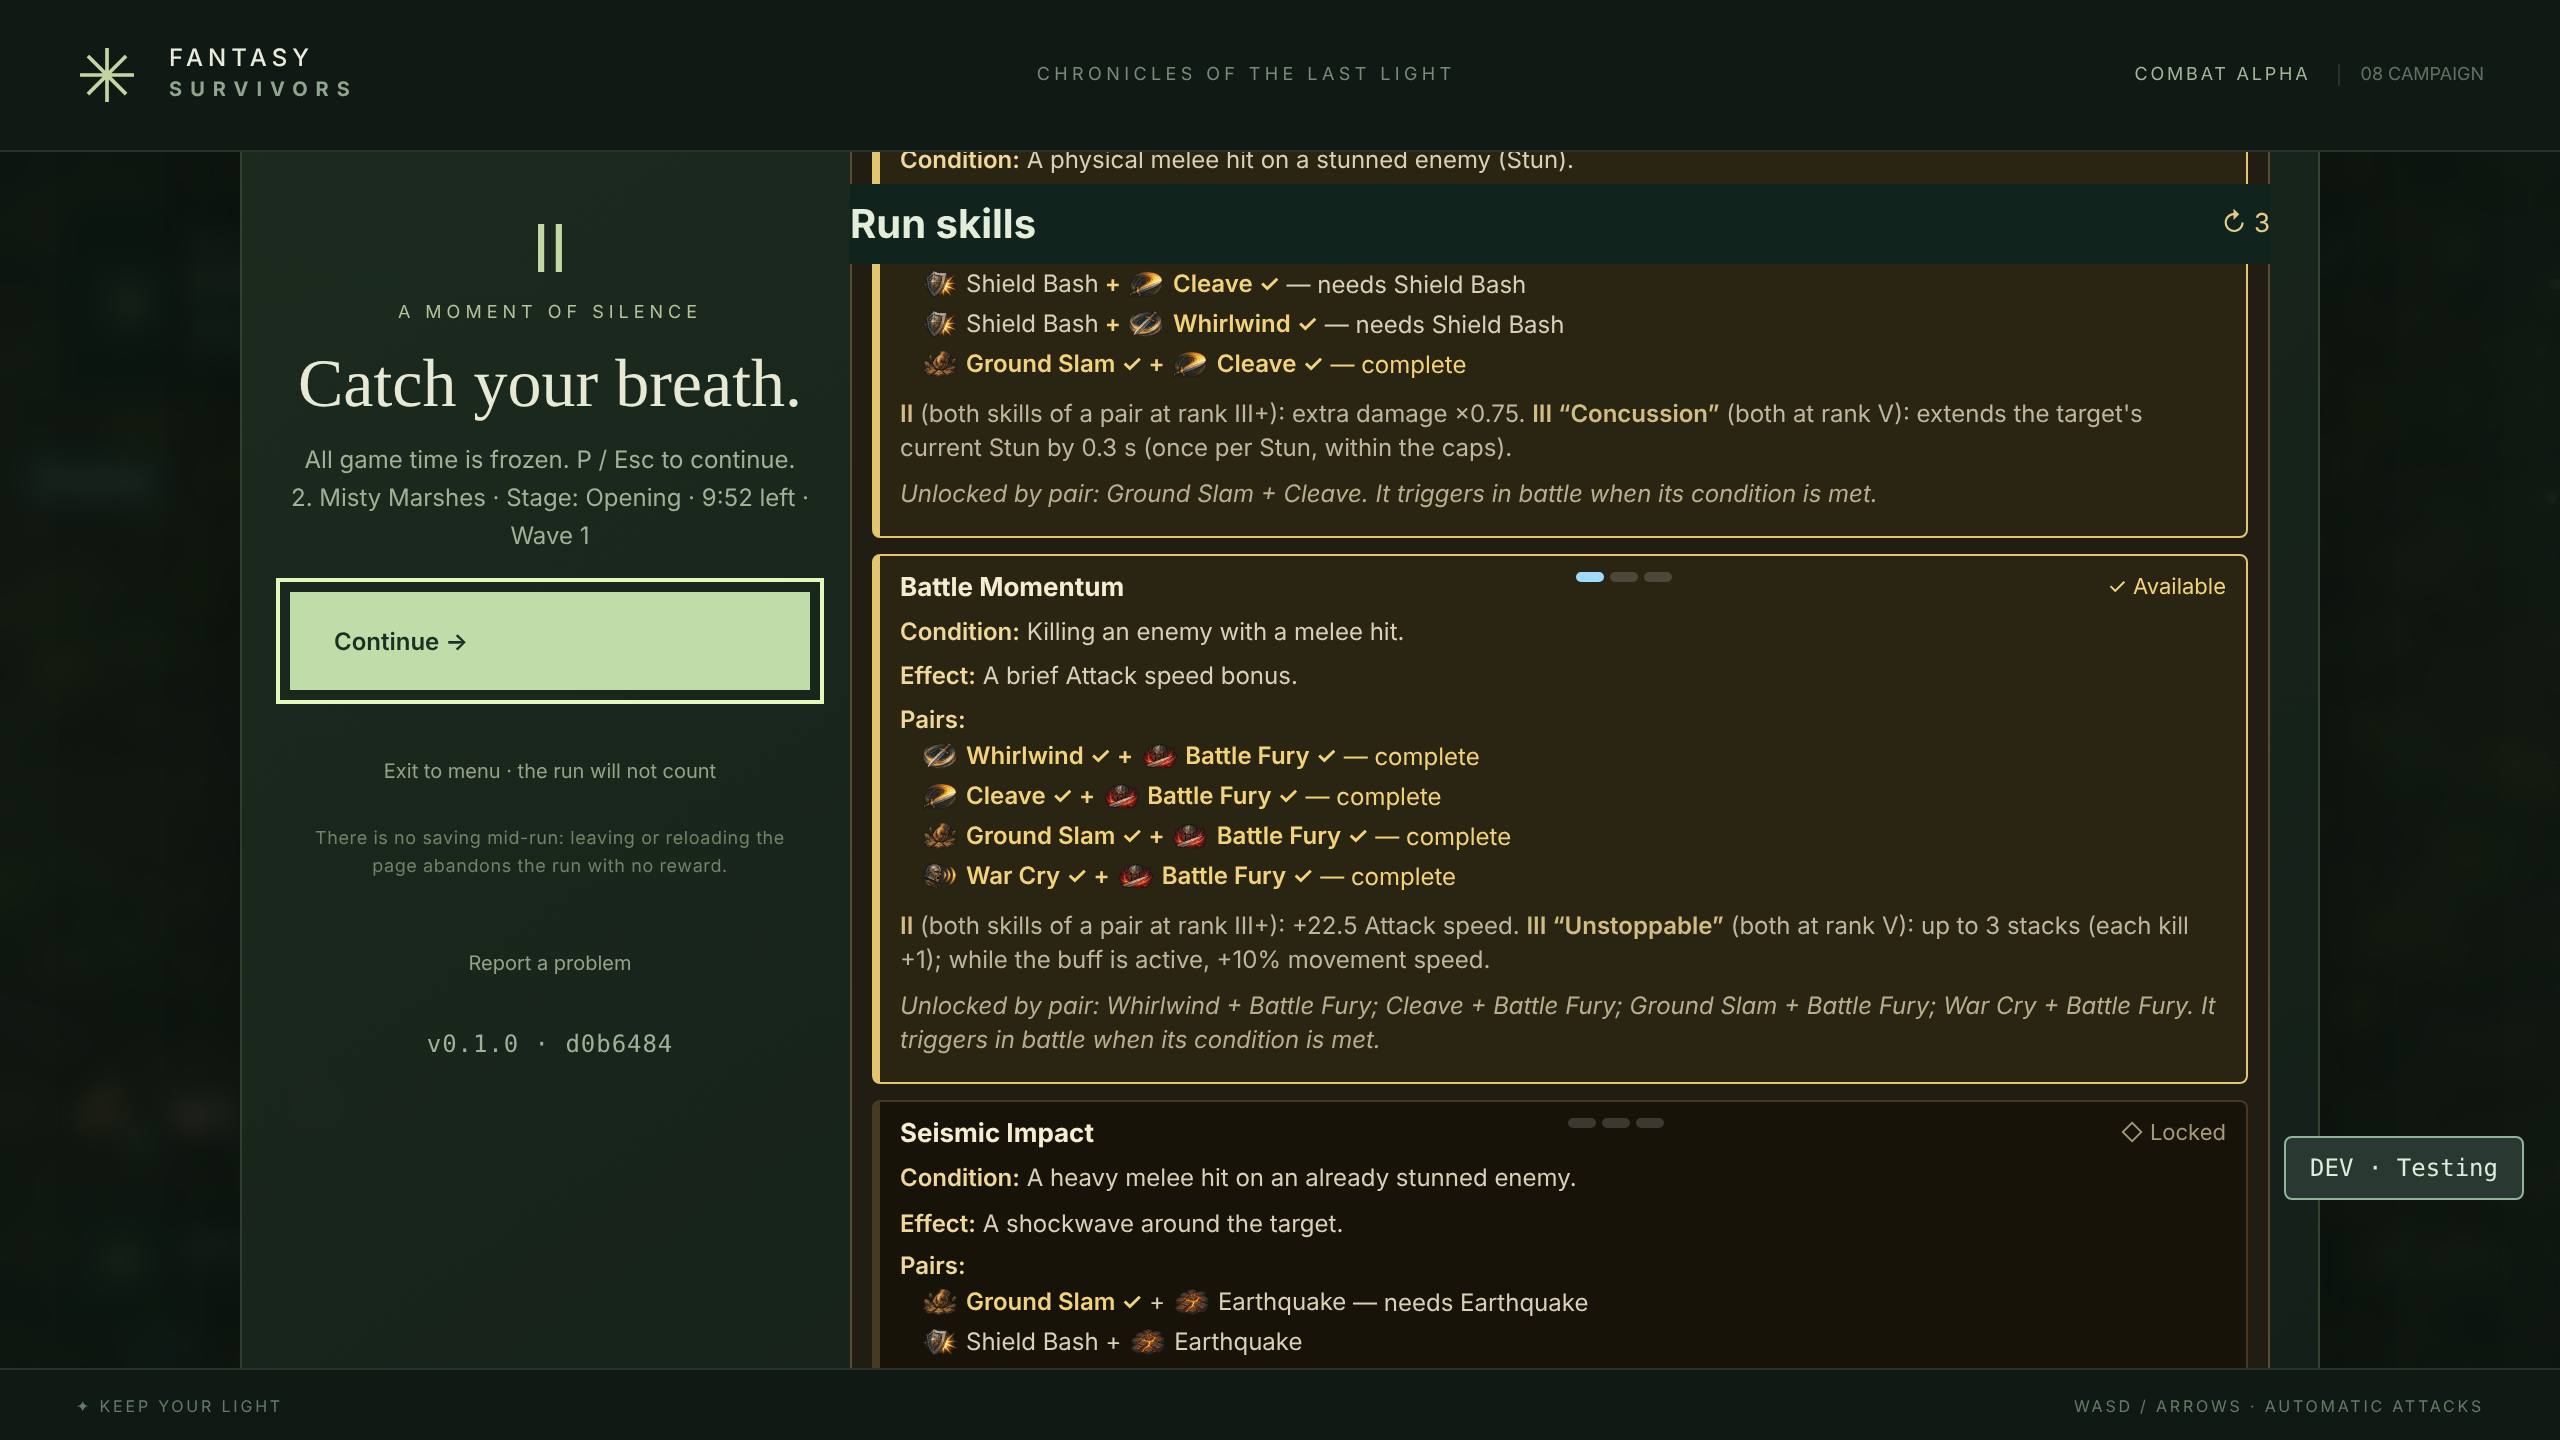 FANTASY
SURVIVORS
CHRONICLES OF THE LAST LIGHT
COMBAT ALPHA
08 CAMPAIGN
A MOMENT OF SILENCE
Catch your breath.
All game time is frozen. P / Esc to continue.
2. Misty Marshes · Stage: Opening · 9:52 left ·
Wave 1
Continue →
Exit to menu · the run will not count
There is no saving mid-run: leaving or reloading the
page abandons the run with no reward.
Report a problem
v0.1.0 · d0b6484
Condition: A physical melee hit on a stunned enemy (Stun).
Run skills
↻ 3
Shield Bash + Cleave ✓ — needs Shield Bash
Shield Bash + Whirlwind ✓ — needs Shield Bash
Ground Slam ✓ + Cleave ✓ — complete
II (both skills of a pair at rank III+): extra damage ×0.75. III “Concussion” (both at rank V): extends the target's
current Stun by 0.3 s (once per Stun, within the caps).
Unlocked by pair: Ground Slam + Cleave. It triggers in battle when its condition is met.
Battle Momentum
✓ Available
Condition: Killing an enemy with a melee hit.
Effect: A brief Attack speed bonus.
Pairs:
Whirlwind ✓ + Battle Fury ✓ — complete
Cleave ✓ + Battle Fury ✓ — complete
Ground Slam ✓ + Battle Fury ✓ — complete
War Cry ✓ + Battle Fury ✓ — complete
II (both skills of a pair at rank III+): +22.5 Attack speed. III “Unstoppable” (both at rank V): up to 3 stacks (each kill
+1); while the buff is active, +10% movement speed.
Unlocked by pair: Whirlwind + Battle Fury; Cleave + Battle Fury; Ground Slam + Battle Fury; War Cry + Battle Fury. It
triggers in battle when its condition is met.
Seismic Impact
◇ Locked
Condition: A heavy melee hit on an already stunned enemy.
Effect: A shockwave around the target.
Pairs:
Ground Slam ✓ + Earthquake — needs Earthquake
Shield Bash + Earthquake
DEV · Testing
✦ KEEP YOUR LIGHT
WASD / ARROWS · AUTOMATIC ATTACKS